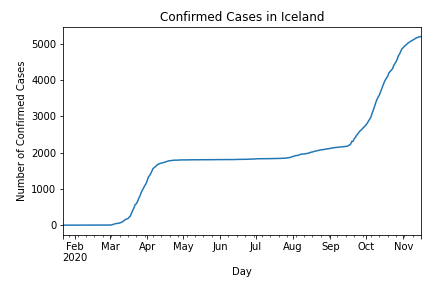 Confirmed Cases in Iceland
Number of Confirmed Cases
5000
4000
3000
2000
1000
0
Feb Mar Apr May Jun Jul Aug Sep Oct Nov
2020
Day